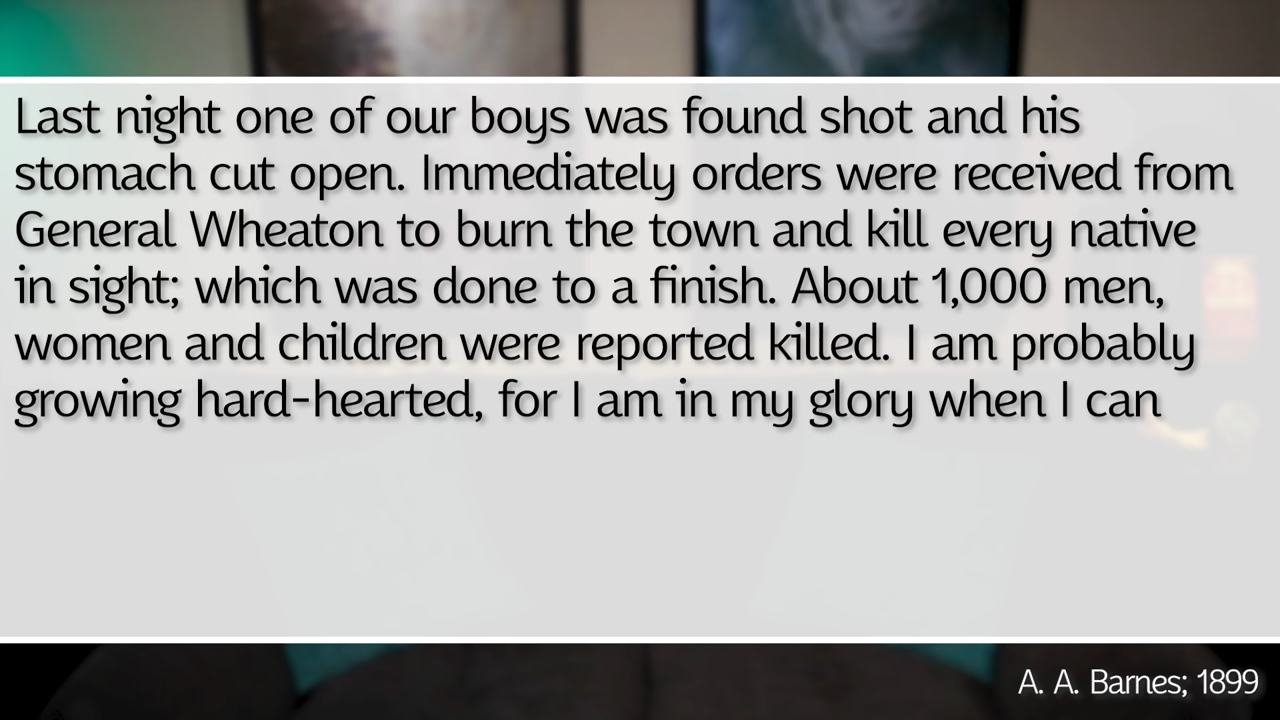 Last night one of our boys was found shot and his
stomach cut open. Immediately orders were received from
General Wheaton to burn the town and kill every native
in sight; which was done to a finish. About 1,000 men,
women and children were reported killed. I am probably
growing hard-hearted, for I am in my glory when I can
A. A. Barnes; 1899